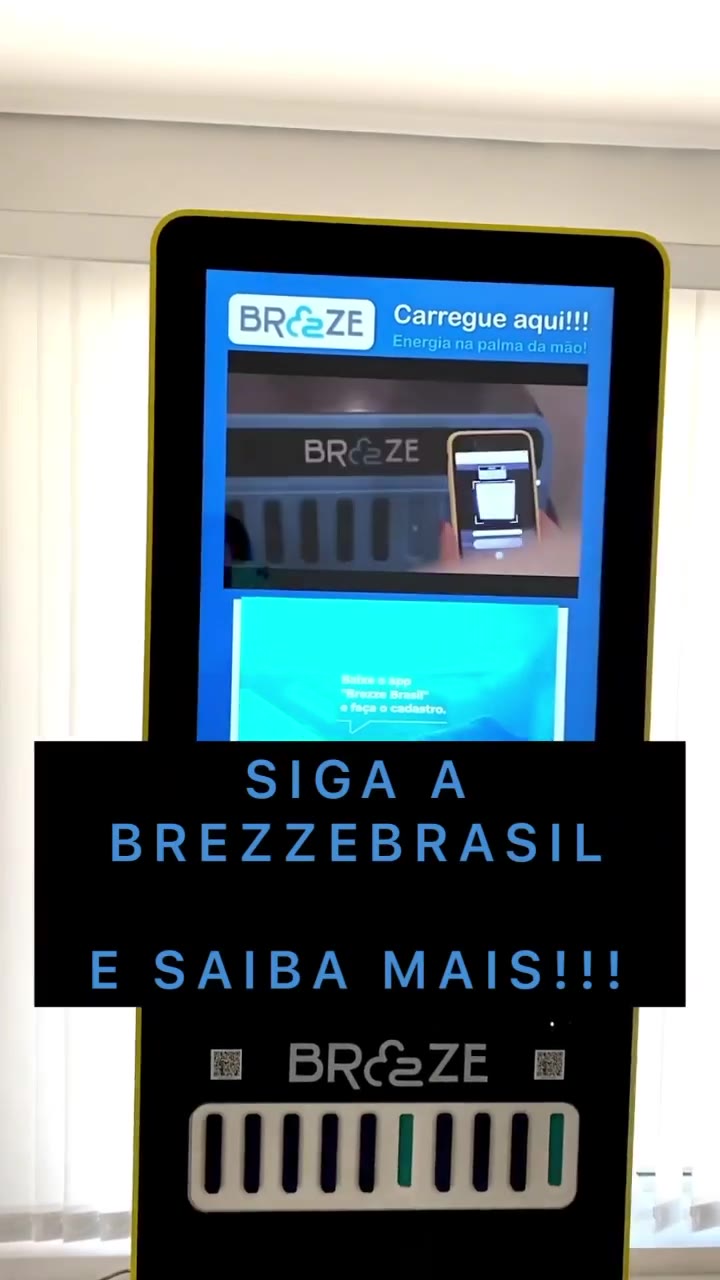 BREZZE
Carregue aqui!!!
Energia na palma da mão!
BREZZE
Baixe o app
"Brezze Brasil"
e faça o cadastro.
SIGA A
BREZZEBRASIL
E SAIBA MAIS!!!
BREZZE